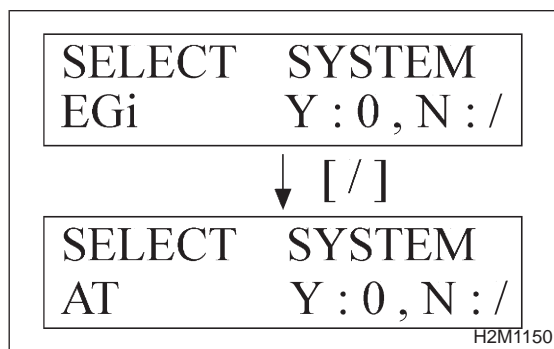 SELECT SYSTEM
EGi Y : 0 , N : /
[ / ]
SELECT SYSTEM
AT Y : 0 , N : /
H2M1150